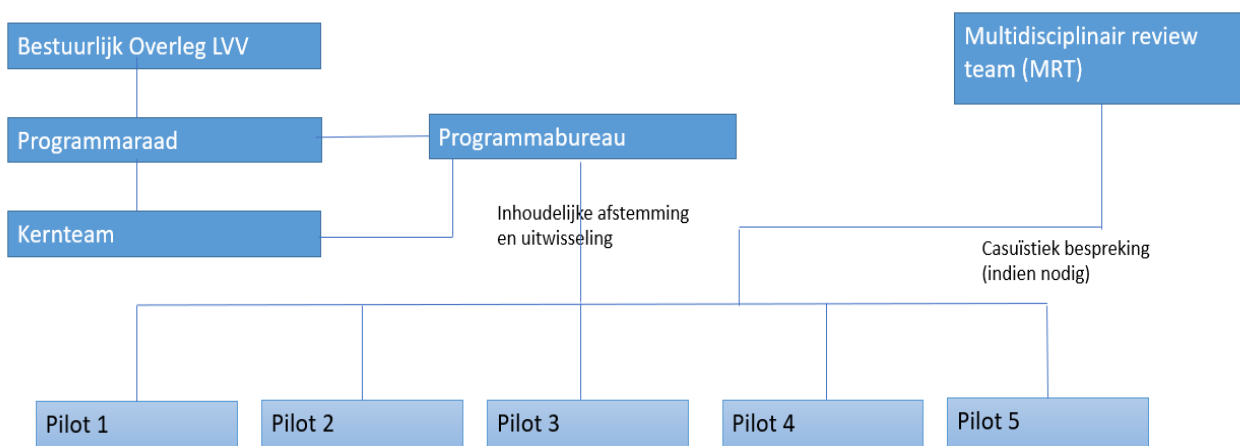 Bestuurlijk Overleg LVV
Multidisciplinair review
team (MRT)
Programmaraad
Programmabureau
Kernteam
Inhoudelijke afstemming
en uitwisseling
Casuïstiek bespreking
(indien nodig)
Pilot 1
Pilot 2
Pilot 3
Pilot 4
Pilot 5